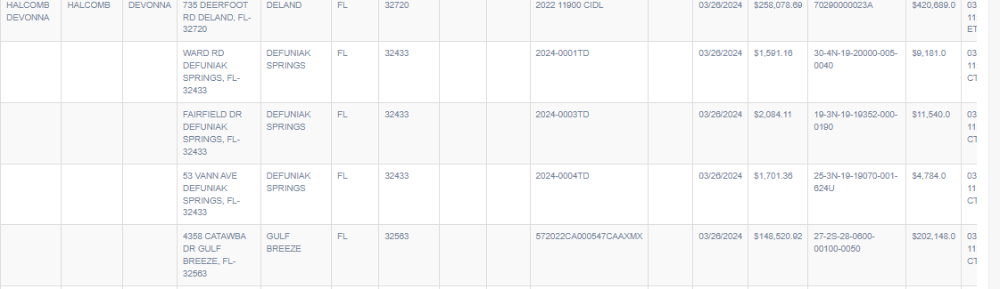 HALCOMB DEVONNA HALCOMB DEVONNA 735 DEERFOOT RD DELAND, FL-32720 DELAND FL 32720 2022 11900 CIDL 03/26/2024 $258,078.69 70290000023A $420,689.0 03 11 ET
WARD RD DEFUNIAK SPRINGS, FL-32433 DEFUNIAK SPRINGS FL 32433 2024-0001TD 03/26/2024 $1,591.16 30-4N-19-20000-005-0040 $9,181.0 03 11 CT
FAIRFIELD DR DEFUNIAK SPRINGS, FL-32433 DEFUNIAK SPRINGS FL 32433 2024-0003TD 03/26/2024 $2,084.11 19-3N-19-19352-000-0190 $11,540.0 03 11 CT
53 VANN AVE DEFUNIAK SPRINGS, FL-32433 DEFUNIAK SPRINGS FL 32433 2024-0004TD 03/26/2024 $1,701.36 25-3N-19-19070-001-624U $4,784.0 03 11 CT
4358 CATAWBA DR GULF BREEZE, FL-32563 GULF BREEZE FL 32563 572022CA000547CAAXMX 03/26/2024 $148,520.92 27-2S-28-0600-00100-0050 $202,148.0 03 11 CT